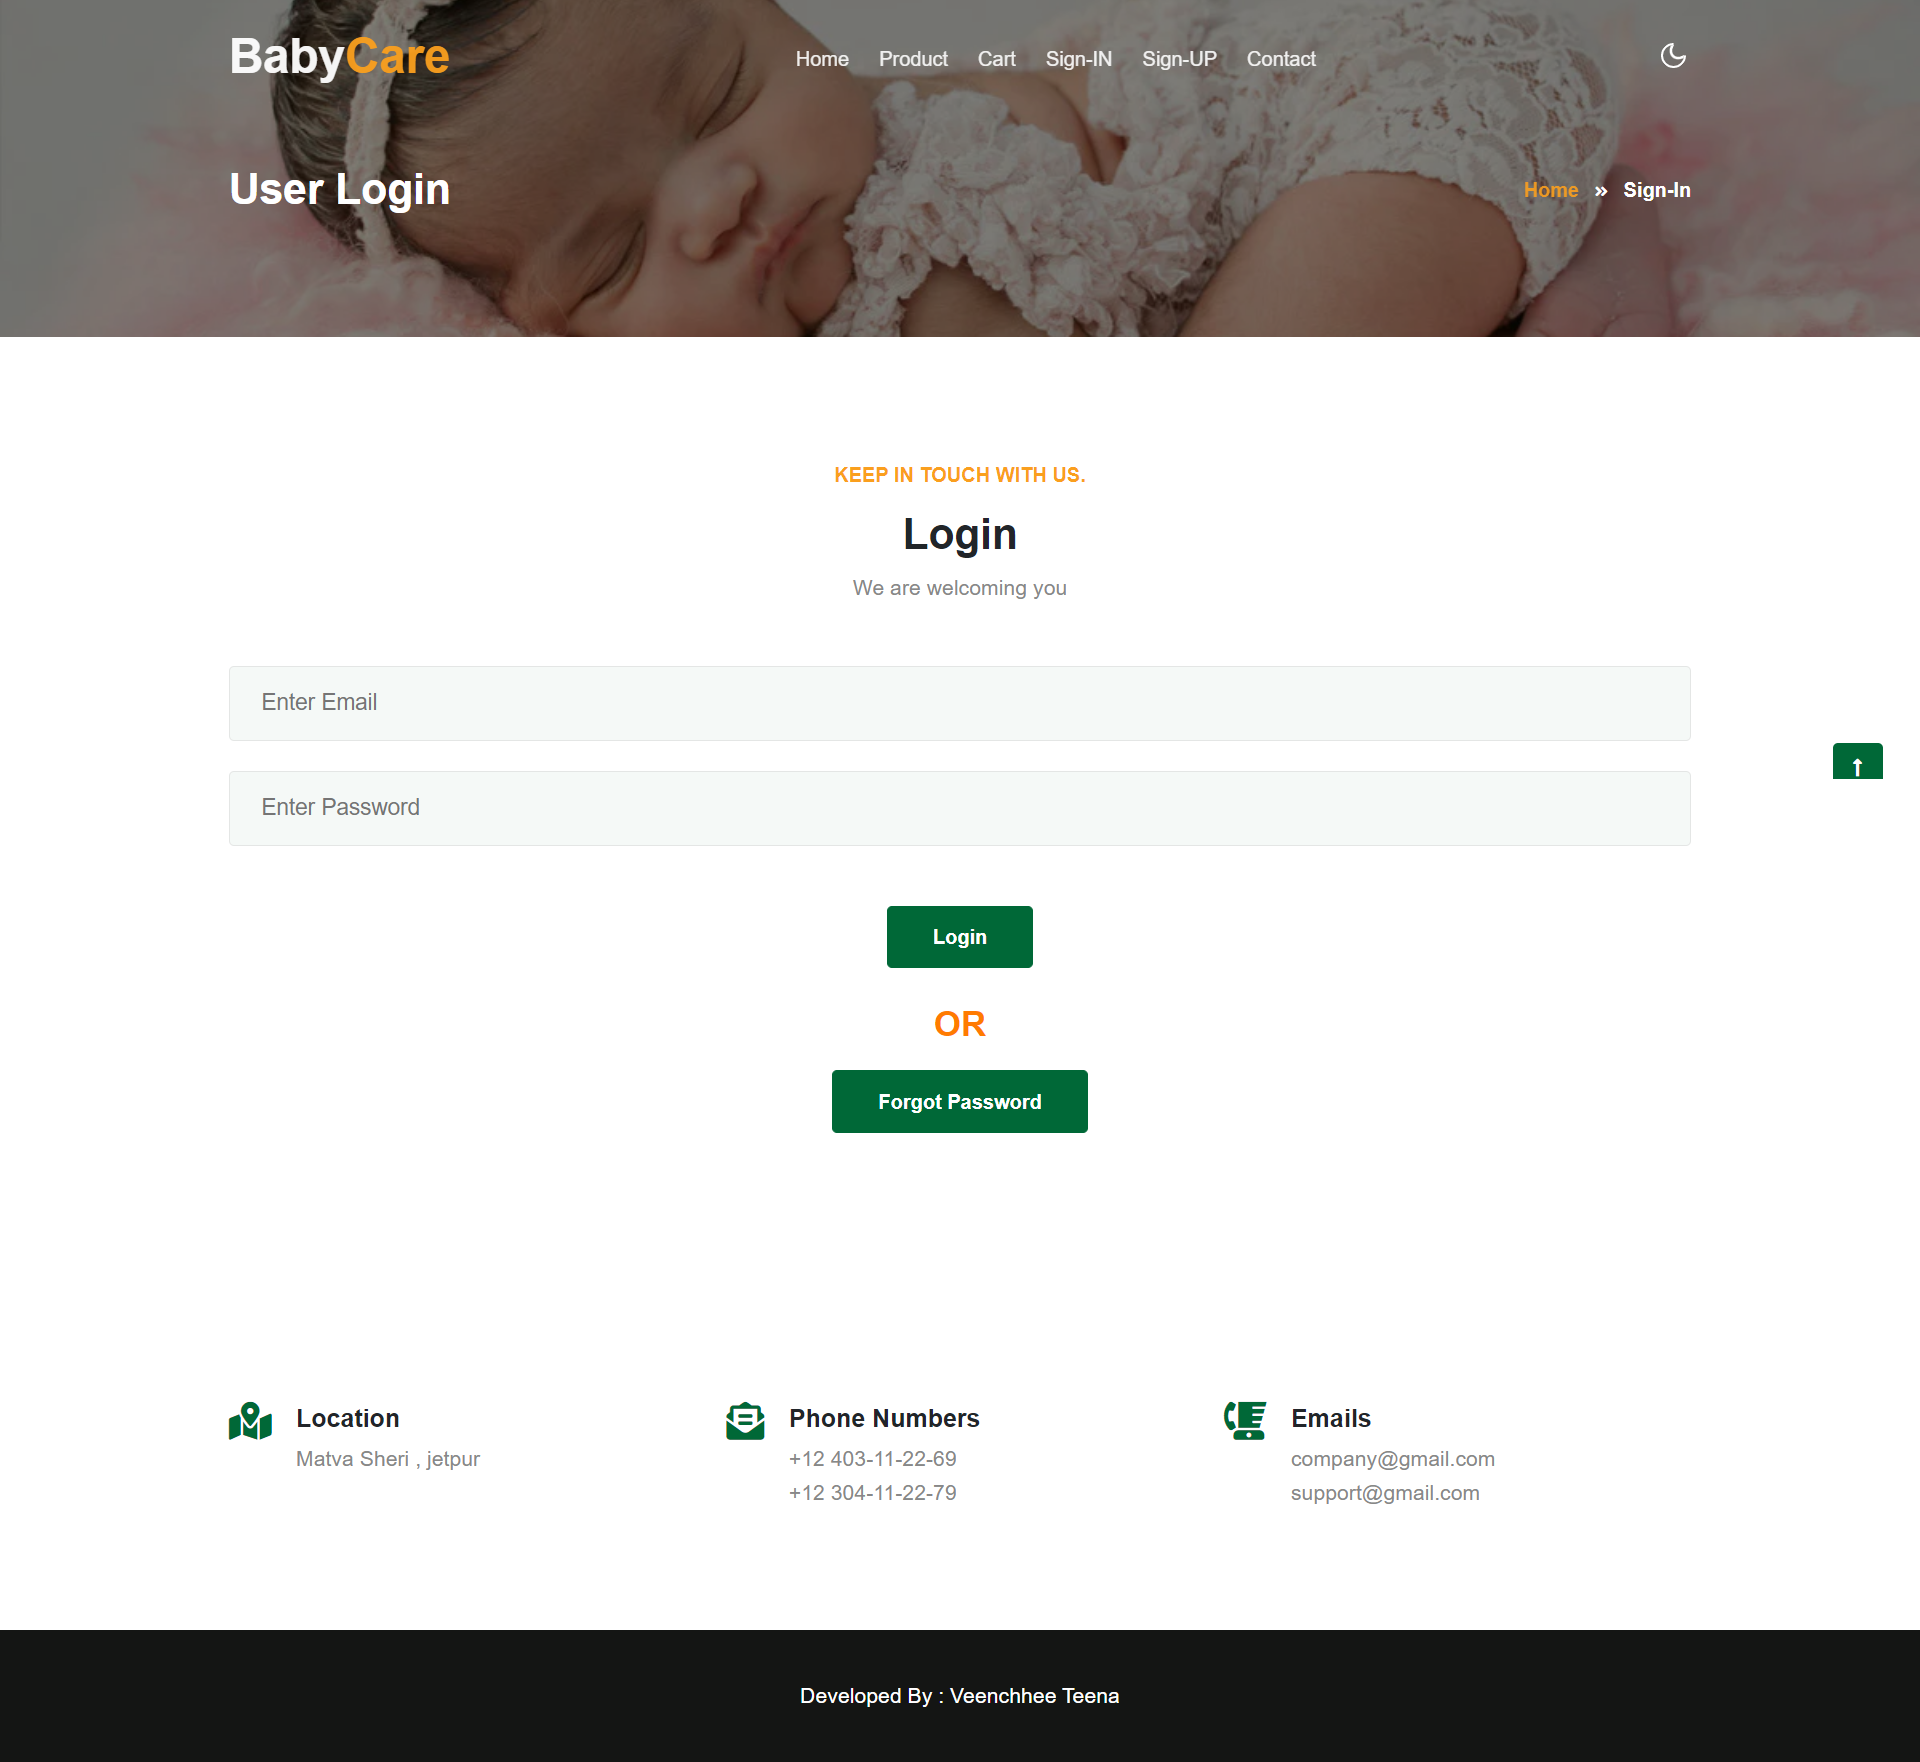 BabyCare
Home Product Cart Sign-IN Sign-UP Contact
User Login
Home » Sign-In
KEEP IN TOUCH WITH US.
Login
We are welcoming you
Enter Email
Enter Password
Login
OR
Forgot Password
Location
Matva Sheri , jetpur
Phone Numbers
+12 403-11-22-69
+12 304-11-22-79
Emails
company@gmail.com
support@gmail.com
Developed By : Veenchhee Teena